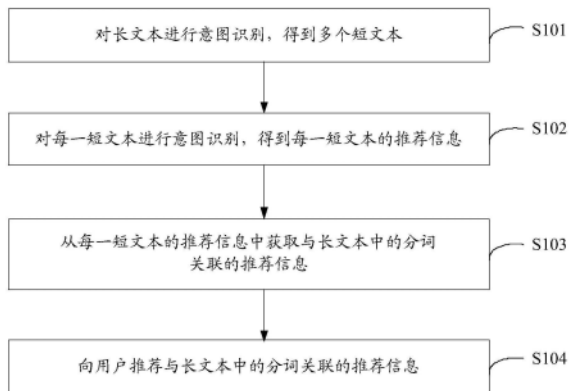 对长文本进行意图识别，得到多个短文本
S101
对每一短文本进行意图识别，得到每一短文本的推荐信息
S102
从每一短文本的推荐信息中获取与长文本中的分词
关联的推荐信息
S103
向用户推荐与长文本中的分词关联的推荐信息
S104